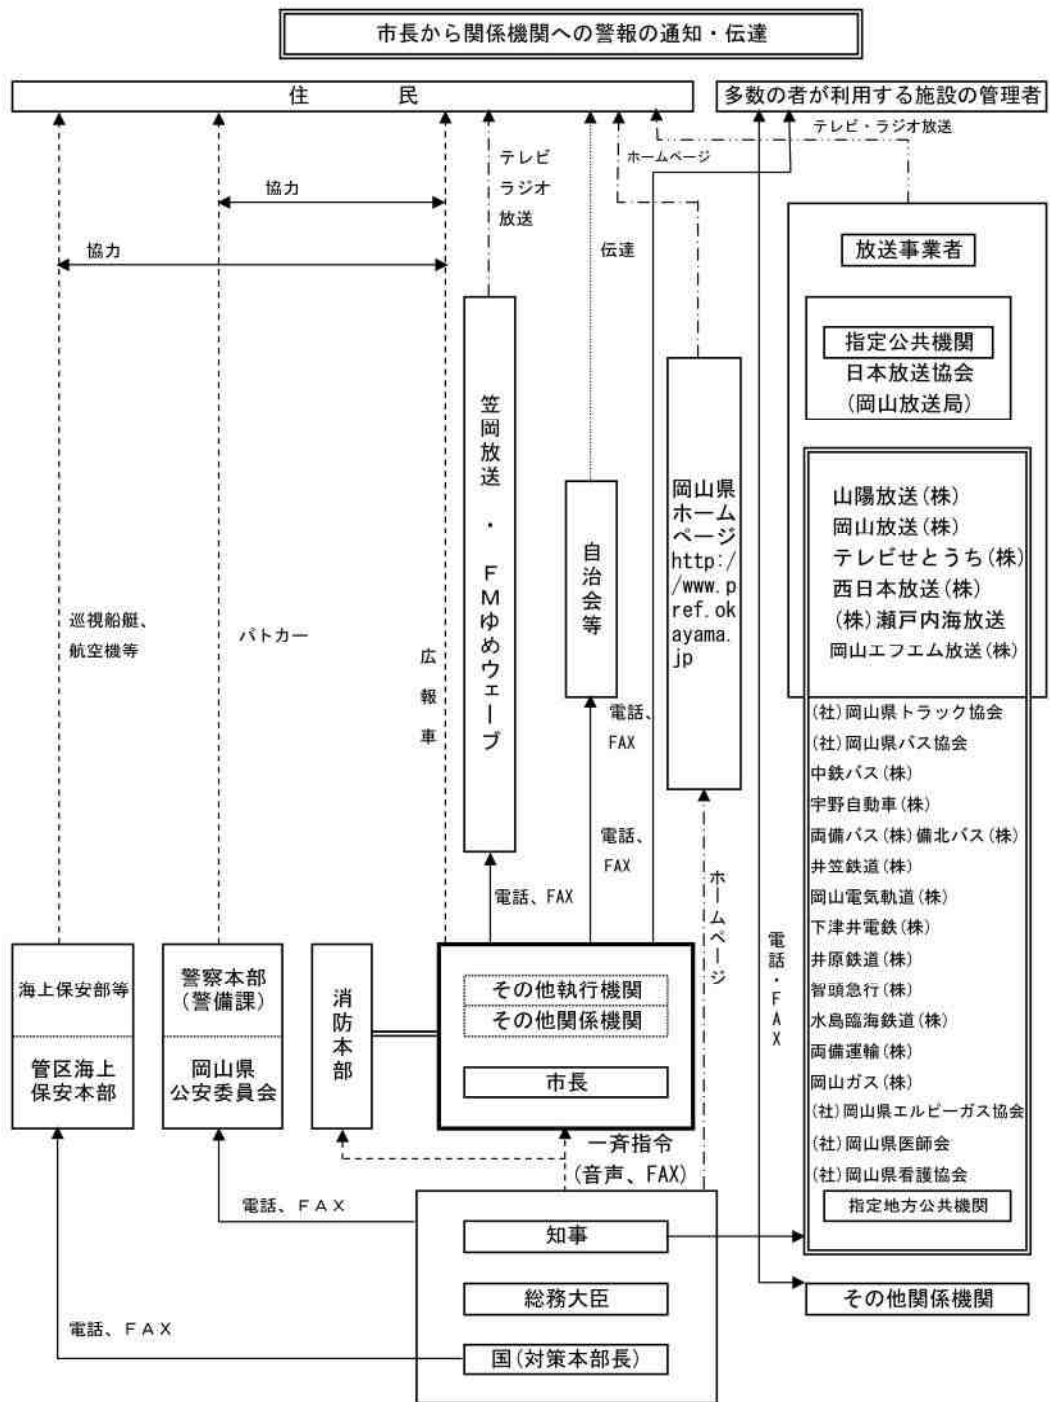 市長から関係機関への警報の通知・伝達
住　　　民
多数の者が利用する施設の管理者
テレビ・ラジオ放送
テレビ
ラジオ
放送
ホームページ
協力
協力
伝達
放送事業者
指定公共機関
日本放送協会
(岡山放送局)
笠岡放送・FMゆめウェーブ
自治会等
岡山県
ホーム
ページ
http:/
/www.p
ref.ok
ayama.
jp
山陽放送(株)
岡山放送(株)
テレビせとうち(株)
西日本放送(株)
(株)瀬戸内海放送
岡山エフエム放送(株)
巡視船艇、
航空機等
パトカー
広報車
電話、
FAX
電話、
FAX
電話、FAX
ホームページ
電話・FAX
(社)岡山県トラック協会
(社)岡山県バス協会
中鉄バス(株)
宇野自動車(株)
両備バス(株)備北バス(株)
井笠鉄道(株)
岡山電気軌道(株)
下津井電鉄(株)
井原鉄道(株)
智頭急行(株)
水島臨海鉄道(株)
両備運輸(株)
岡山ガス(株)
(社)岡山県エルピーガス協会
(社)岡山県医師会
(社)岡山県看護協会
指定地方公共機関
海上保安部等
管区海上
保安本部
警察本部
(警備課)
岡山県
公安委員会
消防本部
その他執行機関
その他関係機関
市長
一斉指令
(音声、FAX)
電話、ＦＡＸ
知事
総務大臣
国(対策本部長)
電話、ＦＡＸ
その他関係機関